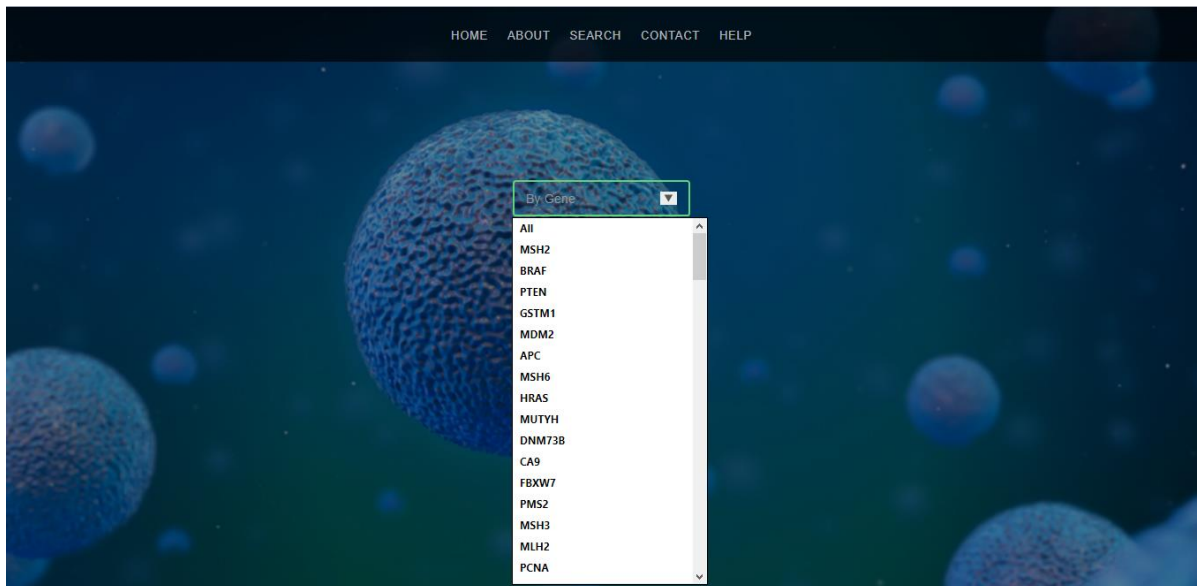 HOME ABOUT SEARCH CONTACT HELP
By Gene
All
MSH2
BRAF
PTEN
GSTM1
MDM2
APC
MSH6
HRAS
MUTYH
DNM73B
CA9
FBXW7
PMS2
MSH3
MLH2
PCNA